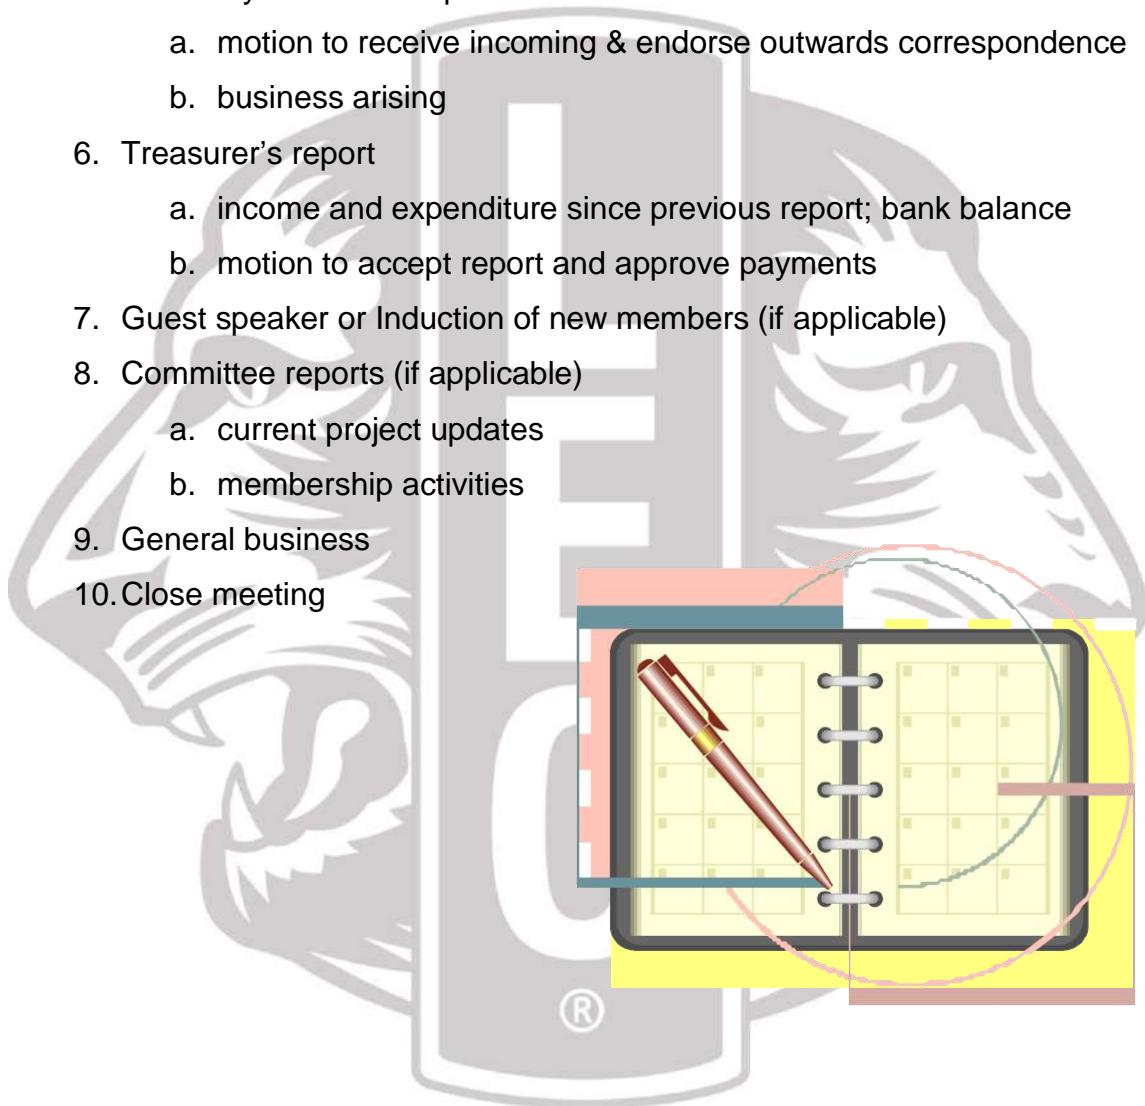 a. motion to receive incoming & endorse outwards correspondence
b. business arising
6. Treasurer's report
a. income and expenditure since previous report; bank balance
b. motion to accept report and approve payments
7. Guest speaker or Induction of new members (if applicable)
8. Committee reports (if applicable)
a. current project updates
b. membership activities
9. General business
10. Close meeting
L
E
O
®